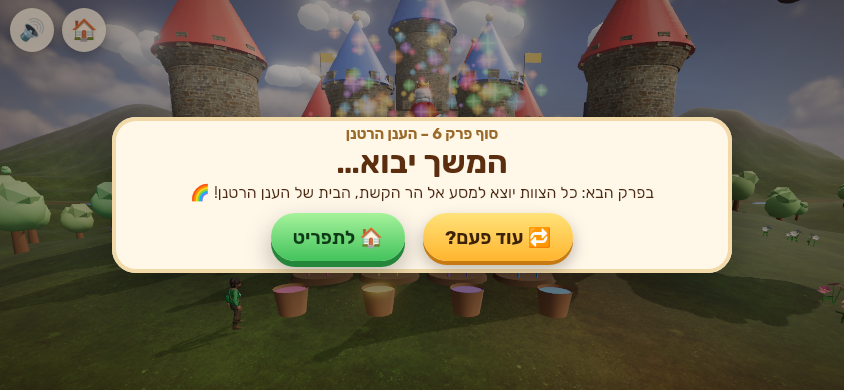 סוף פרק 6 – הענן הרטנן
המשך יבוא...
בפרק הבא: כל הצוות יוצא למסע אל הר הקשת, הבית של הענן הרטנן! 🌈
🔁 עוד פעם?
🏠 לתפריט